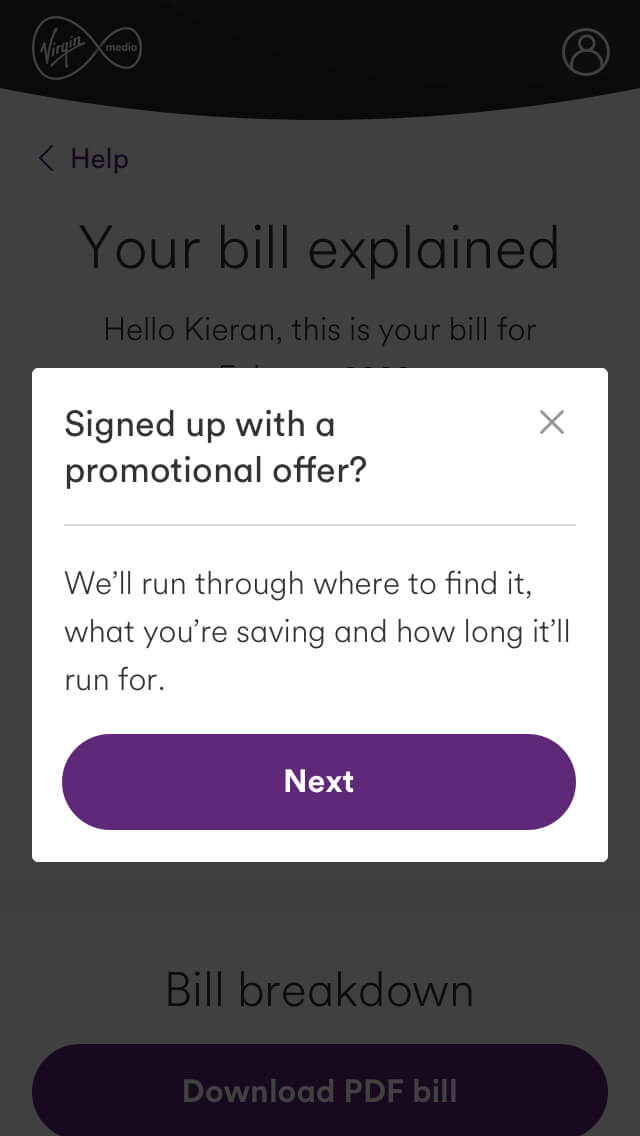 Virgin media
Help
Your bill explained
Hello Kieran, this is your bill for
Signed up with a
promotional offer?
We’ll run through where to find it,
what you’re saving and how long it’ll
run for.
Next
Bill breakdown
Download PDF bill